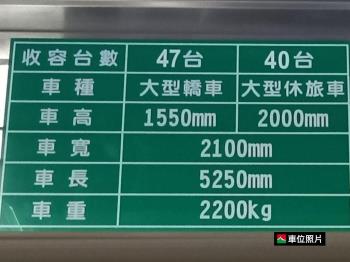 收容台數 47台 40台
車種 大型轎車 大型休旅車
車高 1550mm 2000mm
車寬 2100mm
車長 5250mm
車重 2200kg
車位照片